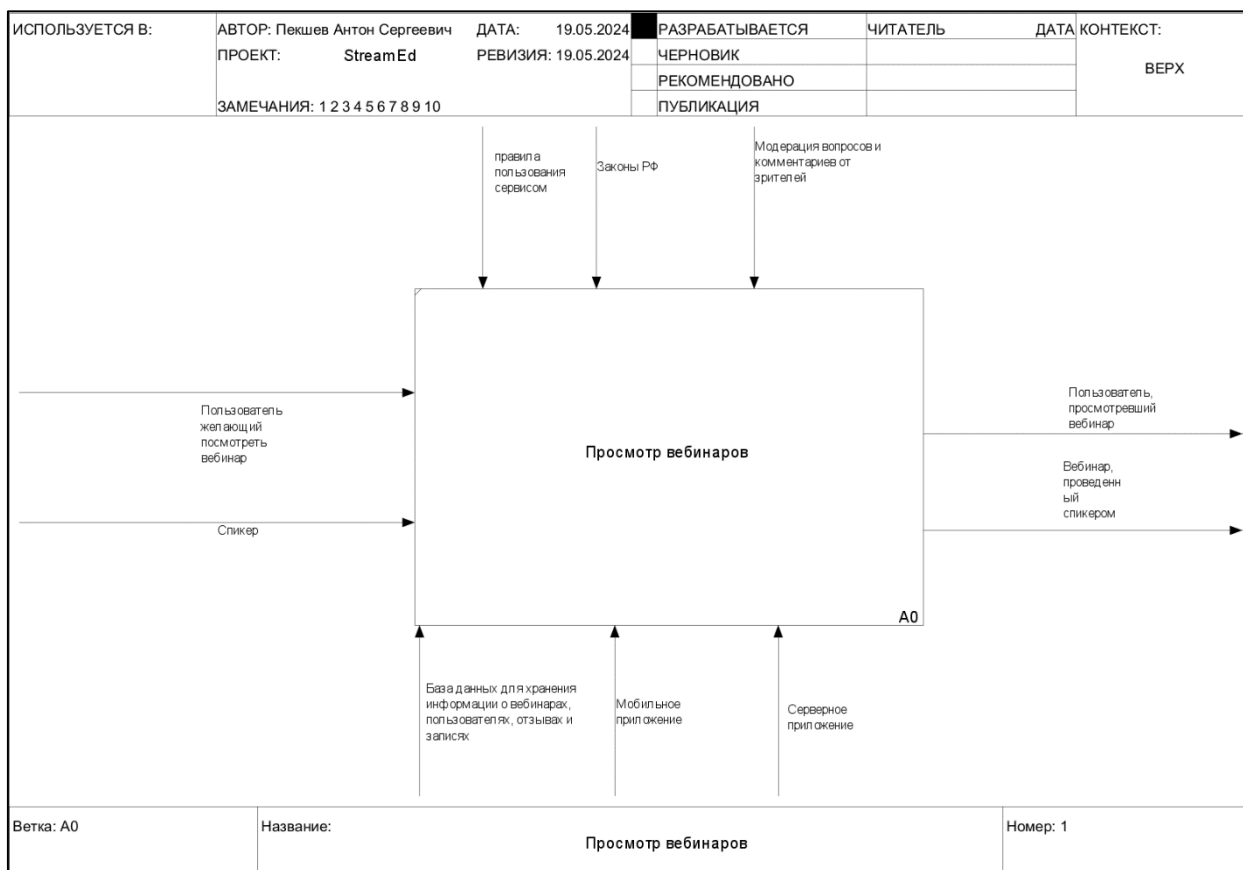 ИСПОЛЬЗУЕТСЯ В:
АВТОР: Пекшев Антон Сергеевич
ДАТА: 19.05.2024
ПРОЕКТ: StreamEd
РЕВИЗИЯ: 19.05.2024
ЗАМЕЧАНИЯ: 1 2 3 4 5 6 7 8 9 10
РАЗРАБАТЫВАЕТСЯ
ЧЕРНОВИК
РЕКОМЕНДОВАНО
ПУБЛИКАЦИЯ
ЧИТАТЕЛЬ
ДАТА
КОНТЕКСТ:
ВЕРХ
правила
пользования
сервисом
Законы РФ
Модерация вопросов и
комментариев от
зрителей
Пользователь
желающий
посмотреть
вебинар
Спикер
Просмотр вебинаров
A0
Пользователь,
просмотревший
вебинар
Вебинар,
проведенн
ый
спикером
База данных для хранения
информации о вебинарах,
пользователях, отзывах и
записях
Мобильное
приложение
Серверное
приложение
Ветка: A0
Название:
Просмотр вебинаров
Номер: 1